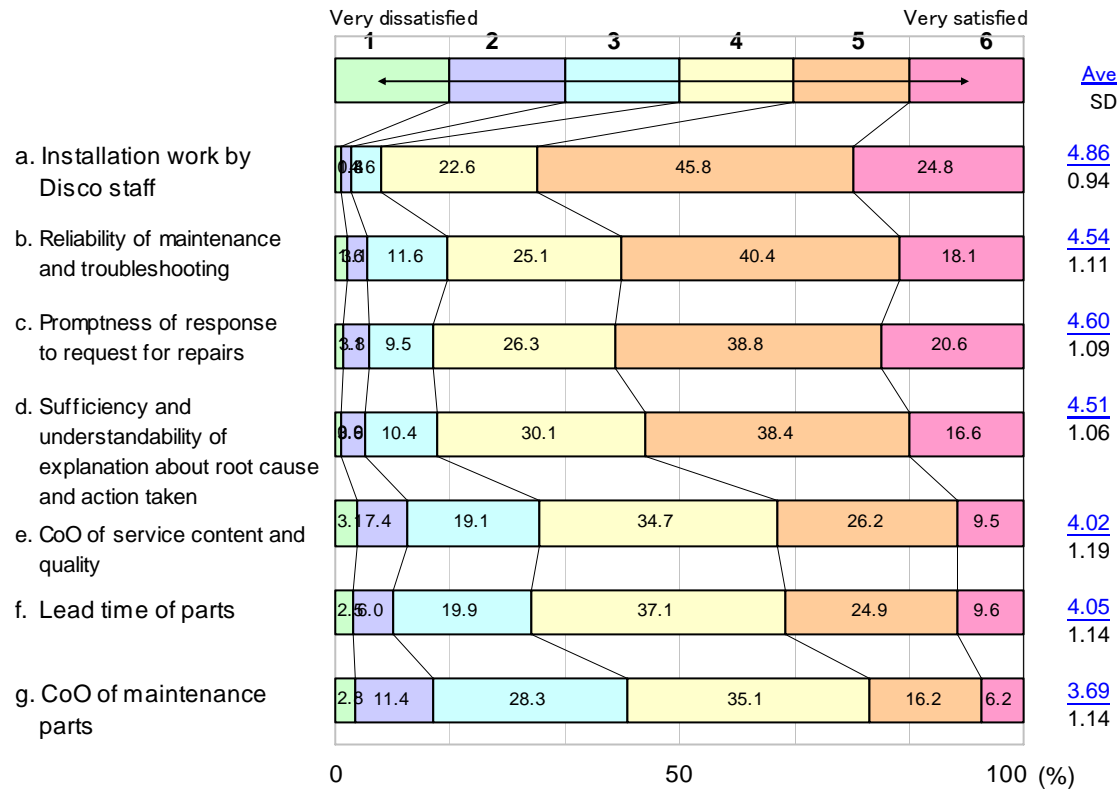 Very dissatisfied Very satisfied
1 2 3 4 5 6
Ave
SD
a. Installation work by
Disco staff
22.6 45.8 24.8
4.86
0.94
b. Reliability of maintenance
and troubleshooting
11.6 25.1 40.4 18.1
4.54
1.11
c. Promptness of response
to request for repairs
9.5 26.3 38.8 20.6
4.60
1.09
d. Sufficiency and
understandability of
explanation about root cause
and action taken
10.4 30.1 38.4 16.6
4.51
1.06
e. CoO of service content and
quality
3.1 7.4 19.1 34.7 26.2 9.5
4.02
1.19
f. Lead time of parts
2.5 6.0 19.9 37.1 24.9 9.6
4.05
1.14
g. CoO of maintenance
parts
2.8 11.4 28.3 35.1 16.2 6.2
3.69
1.14
0 50 100 (%)